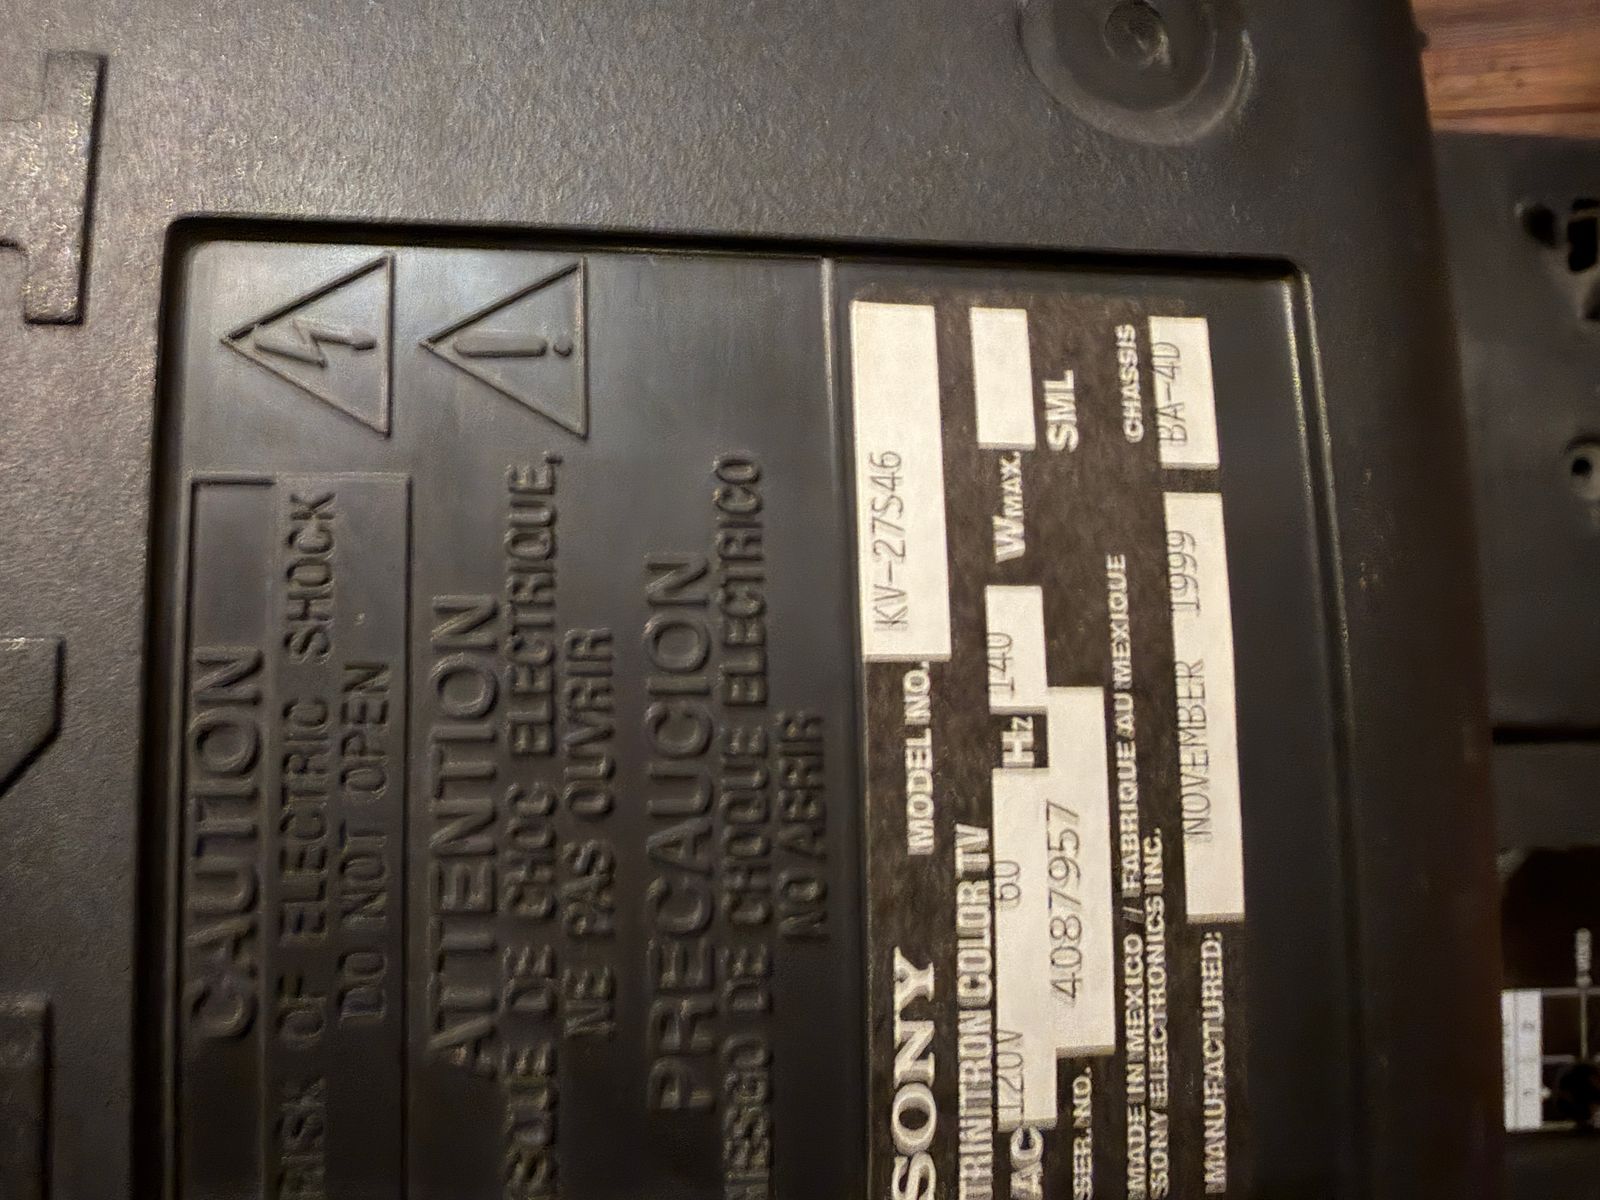 CAUTION
RISK OF ELECTRIC SHOCK
DO NOT OPEN
ATTENTION
DE CHOC ELECTRIQUE,
NE PAS OUVRIR
PRECAUCION
DE CHOQUE ELECTRICO
NO ABRIR
SONY MODEL NO. KV-27S46
TRINITRON COLOR TV
AC 120V 60 Hz 140 WMAX.
SER. NO. 4087957 SML
MADE IN MEXICO // FABRIQUE AU MEXIQUE
SONY ELECTRONICS INC. CHASSIS BA-4D
MANUFACTURED: NOVEMBER 1999